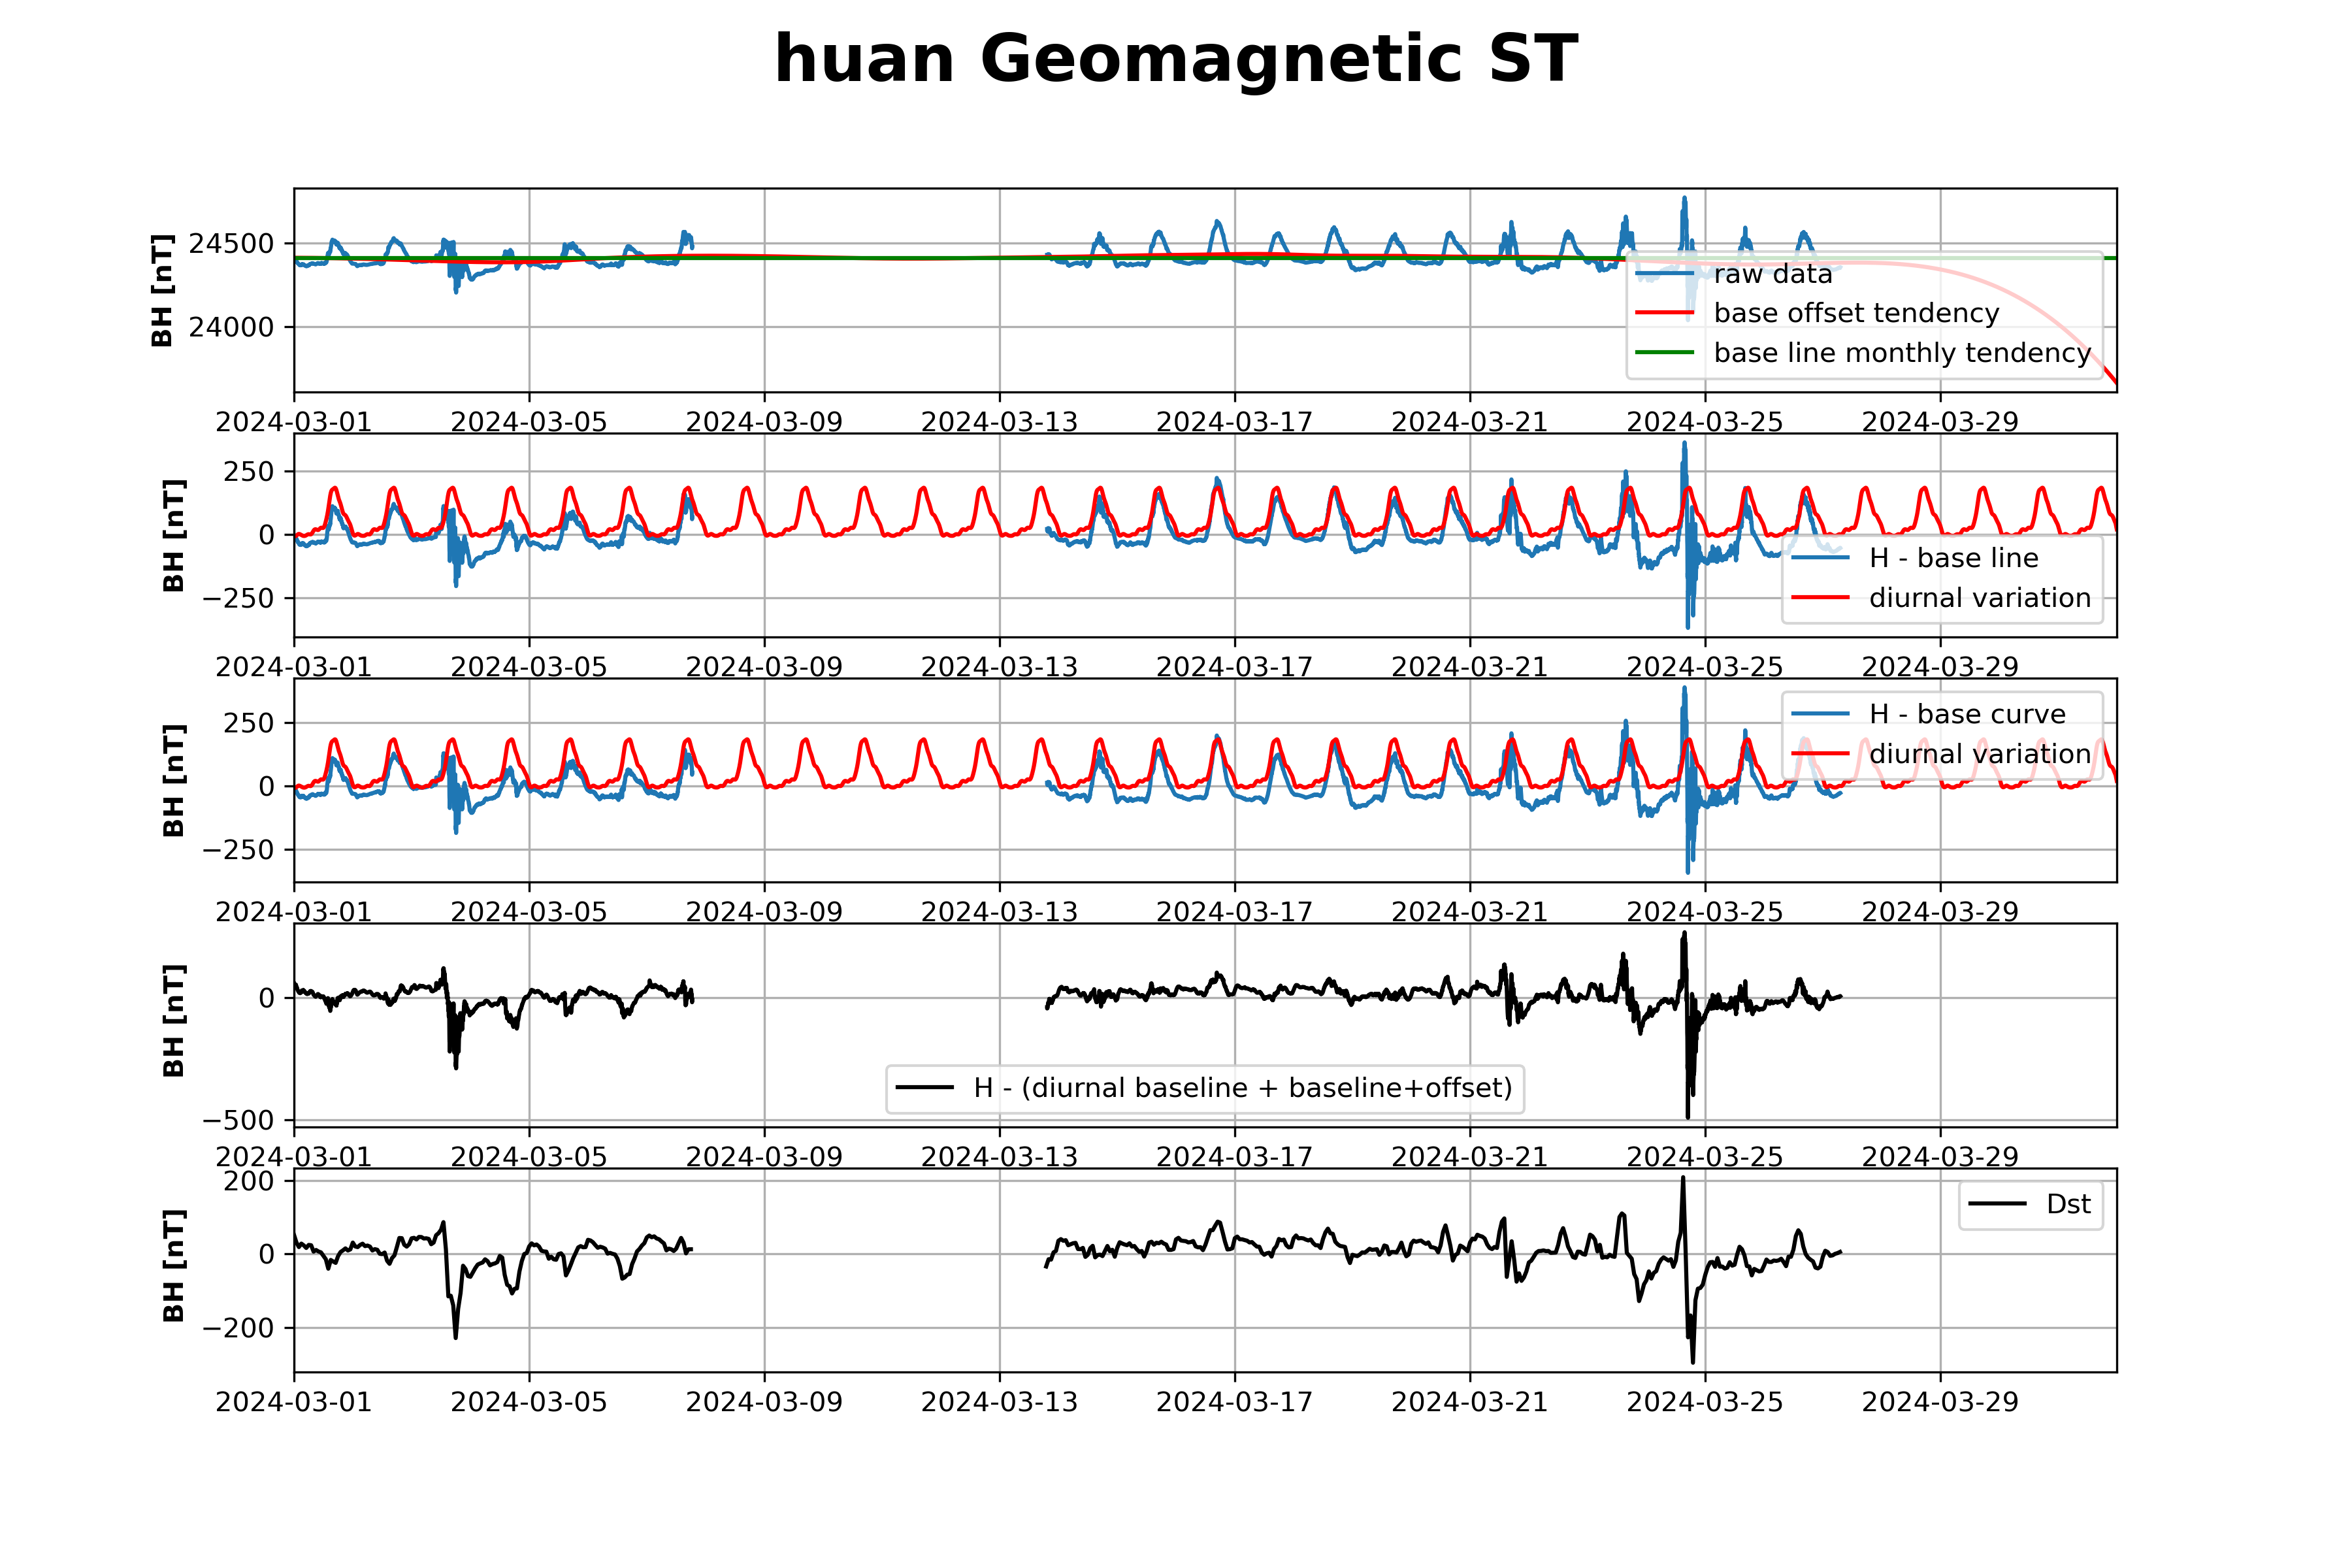 huan Geomagnetic ST
BH [nT]
24500
24000
raw data
base offset tendency
base line monthly tendency
2024-03-01 2024-03-05 2024-03-09 2024-03-13 2024-03-17 2024-03-21 2024-03-25 2024-03-29
BH [nT]
250
0
−250
H - base line
diurnal variation
2024-03-01 2024-03-05 2024-03-09 2024-03-13 2024-03-17 2024-03-21 2024-03-25 2024-03-29
BH [nT]
250
0
−250
H - base curve
diurnal variation
2024-03-01 2024-03-05 2024-03-09 2024-03-13 2024-03-17 2024-03-21 2024-03-25 2024-03-29
BH [nT]
0
−500
H - (diurnal baseline + baseline+offset)
2024-03-01 2024-03-05 2024-03-09 2024-03-13 2024-03-17 2024-03-21 2024-03-25 2024-03-29
BH [nT]
200
0
−200
Dst
2024-03-01 2024-03-05 2024-03-09 2024-03-13 2024-03-17 2024-03-21 2024-03-25 2024-03-29